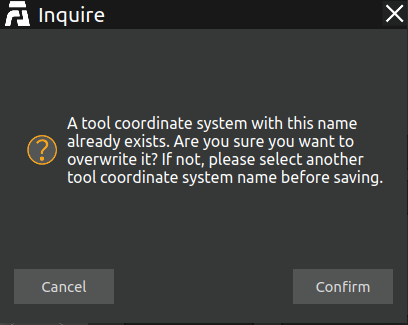 Inquire
A tool coordinate system with this name
already exists. Are you sure you want to
overwrite it? If not, please select another
tool coordinate system name before saving.
Cancel
Confirm